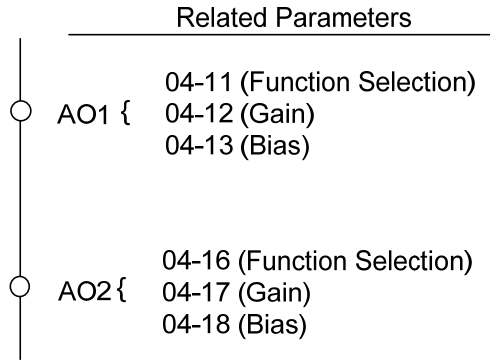 Related Parameters
04-11 (Function Selection)
AO1 { 04-12 (Gain)
04-13 (Bias)
04-16 (Function Selection)
AO2 { 04-17 (Gain)
04-18 (Bias)